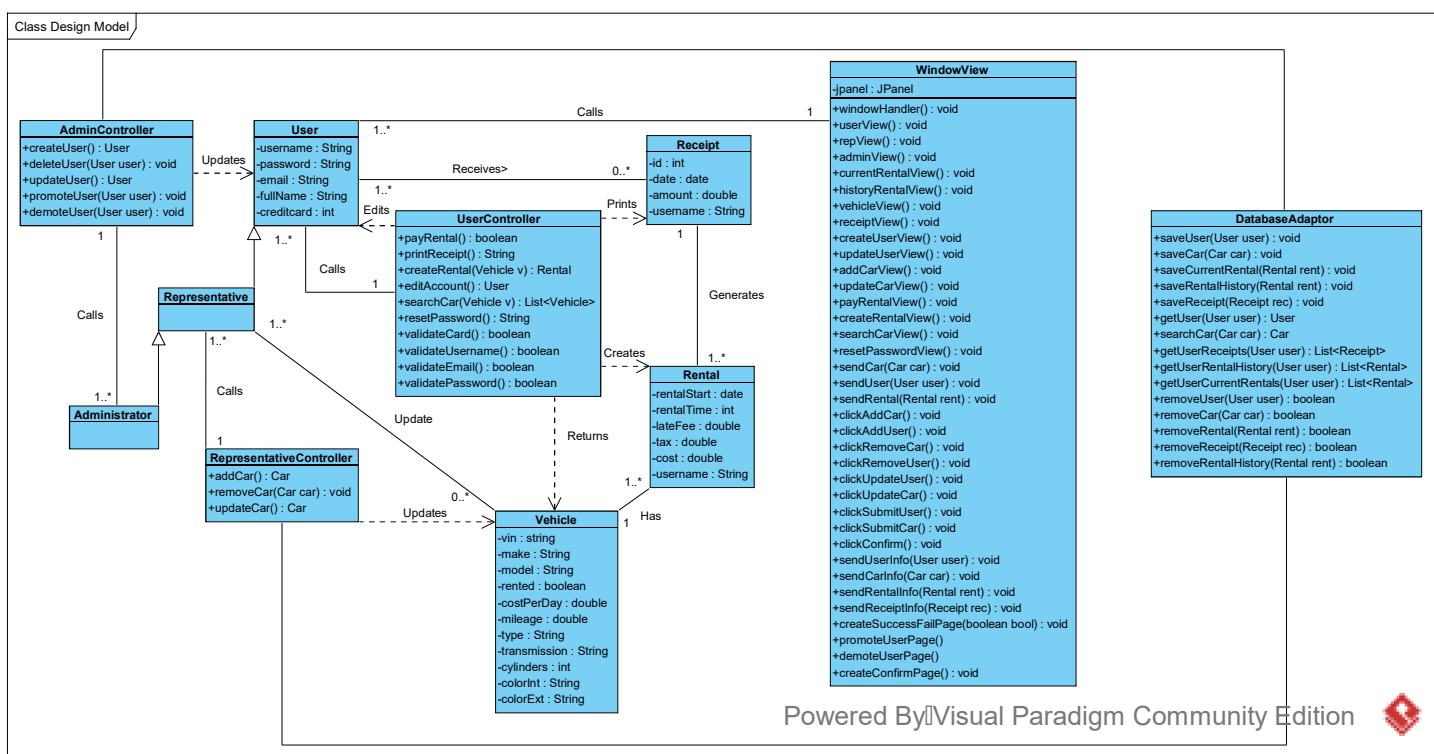 Class Design Model
AdminController
+createUser() : User
+deleteUser(User user) : void
+updateUser() : User
+promoteUser(User user) : void
+demoteUser(User user) : void
Updates
User
-username : String
-password : String
-email : String
-fullName : String
-creditcard : int
Calls
1..*
1
Receives>
1..*
0..*
Receipt
-id : int
-date : date
-amount : double
-username : String
Edits
Prints
UserController
+payRental() : boolean
+printReceipt() : String
+createRental(Vehicle v) : Rental
+editAccount() : User
+searchCar(Vehicle v) : List<Vehicle>
+resetPassword() : String
+validateCard() : boolean
+validateUsername() : boolean
+validateEmail() : boolean
+validatePassword() : boolean
1..*
Calls
1
1
Generates
1..*
Creates
Rental
-rentalStart : date
-rentalTime : int
-lateFee : double
-tax : double
-cost : double
-username : String
1
Calls
1..*
Representative
Administrator
1..*
Calls
1
1..*
Update
0..*
RepresentativeController
+addCar() : Car
+removeCar(Car car) : void
+updateCar() : Car
Updates
Returns
1..*
1
Has
Vehicle
-vin : string
-make : String
-model : String
-rented : boolean
-costPerDay : double
-mileage : double
-type : String
-transmission : String
-cylinders : int
-colorInt : String
-colorExt : String
WindowView
-jpanel : JPanel
+windowHandler() : void
+userView() : void
+repView() : void
+adminView() : void
+currentRentalView() : void
+historyRentalView() : void
+vehicleView() : void
+receiptView() : void
+createUserView() : void
+updateUserView() : void
+addCarView() : void
+updateCarView() : void
+payRentalView() : void
+createRentalView() : void
+searchCarView() : void
+resetPasswordView() : void
+sendCar(Car car) : void
+sendUser(User user) : void
+sendRental(Rental rent) : void
+clickAddCar() : void
+clickAddUser() : void
+clickRemoveCar() : void
+clickRemoveUser() : void
+clickUpdateUser() : void
+clickUpdateCar() : void
+clickSubmitUser() : void
+clickSubmitCar() : void
+clickConfirm() : void
+sendUserInfo(User user) : void
+sendCarInfo(Car car) : void
+sendRentalInfo(Rental rent) : void
+sendReceiptInfo(Receipt rec) : void
+createSuccessFailPage(boolean bool) : void
+promoteUserPage()
+demoteUserPage()
+createConfirmPage() : void
DatabaseAdaptor
+saveUser(User user) : void
+saveCar(Car car) : void
+saveCurrentRental(Rental rent) : void
+saveRentalHistory(Rental rent) : void
+saveReceipt(Receipt rec) : void
+getUser(User user) : User
+searchCar(Car car) : Car
+getUserReceipts(User user) : List<Receipt>
+getUserRentalHistory(User user) : List<Rental>
+getUserCurrentRentals(User user) : List<Rental>
+removeUser(User user) : boolean
+removeCar(Car car) : boolean
+removeRental(Rental rent) : boolean
+removeReceipt(Receipt rec) : boolean
+removeRentalHistory(Rental rent) : boolean
Powered By Visual Paradigm Community Edition